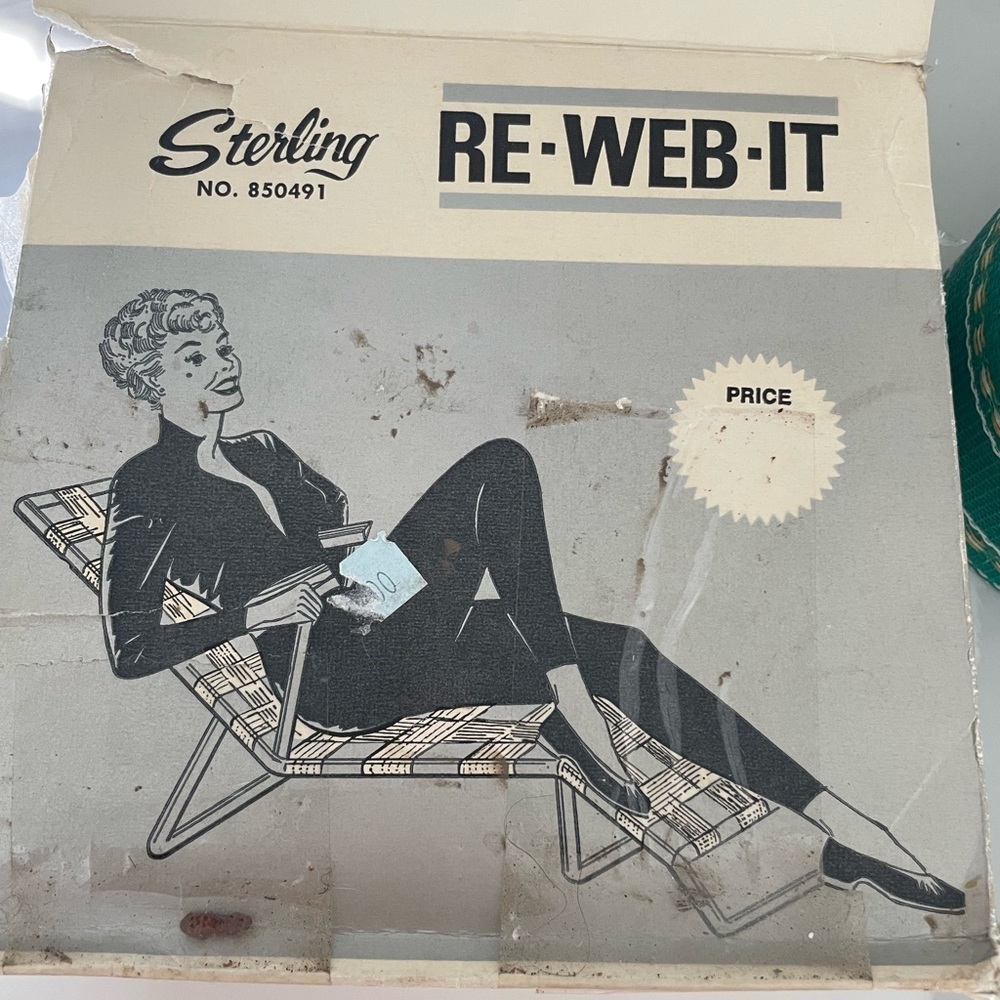 Sterling
NO. 850491
RE·WEB·IT
PRICE